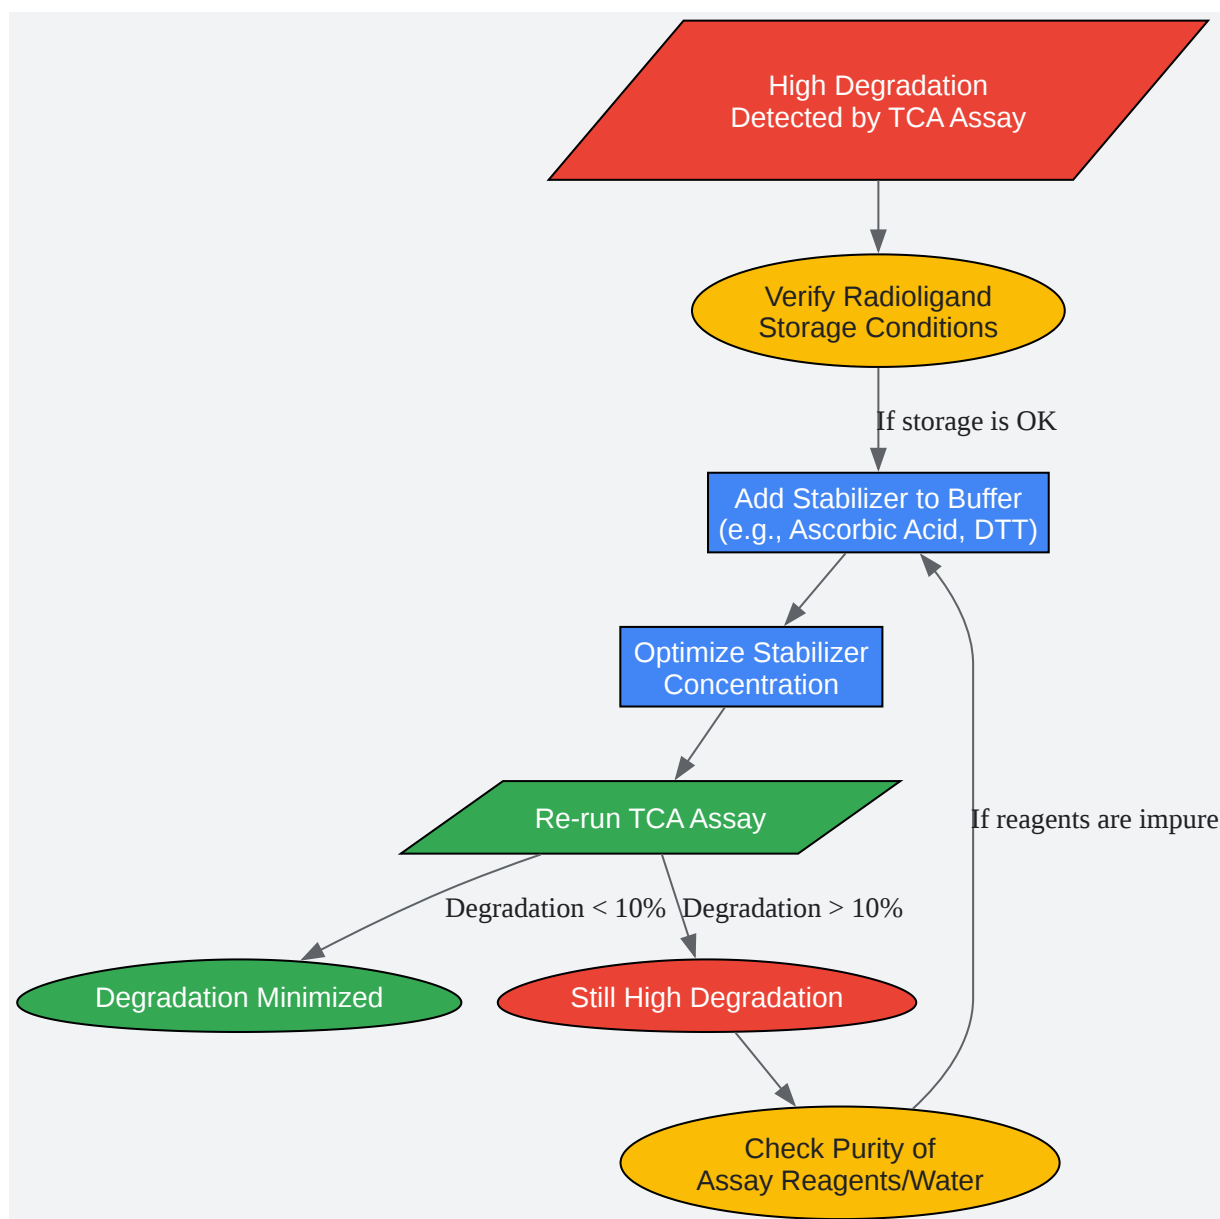 High Degradation
Detected by TCA Assay
Verify Radioligand
Storage Conditions
If storage is OK
Add Stabilizer to Buffer
(e.g., Ascorbic Acid, DTT)
Optimize Stabilizer
Concentration
Re-run TCA Assay
If reagents are impure
Degradation < 10%
Degradation > 10%
Degradation Minimized
Still High Degradation
Check Purity of
Assay Reagents/Water